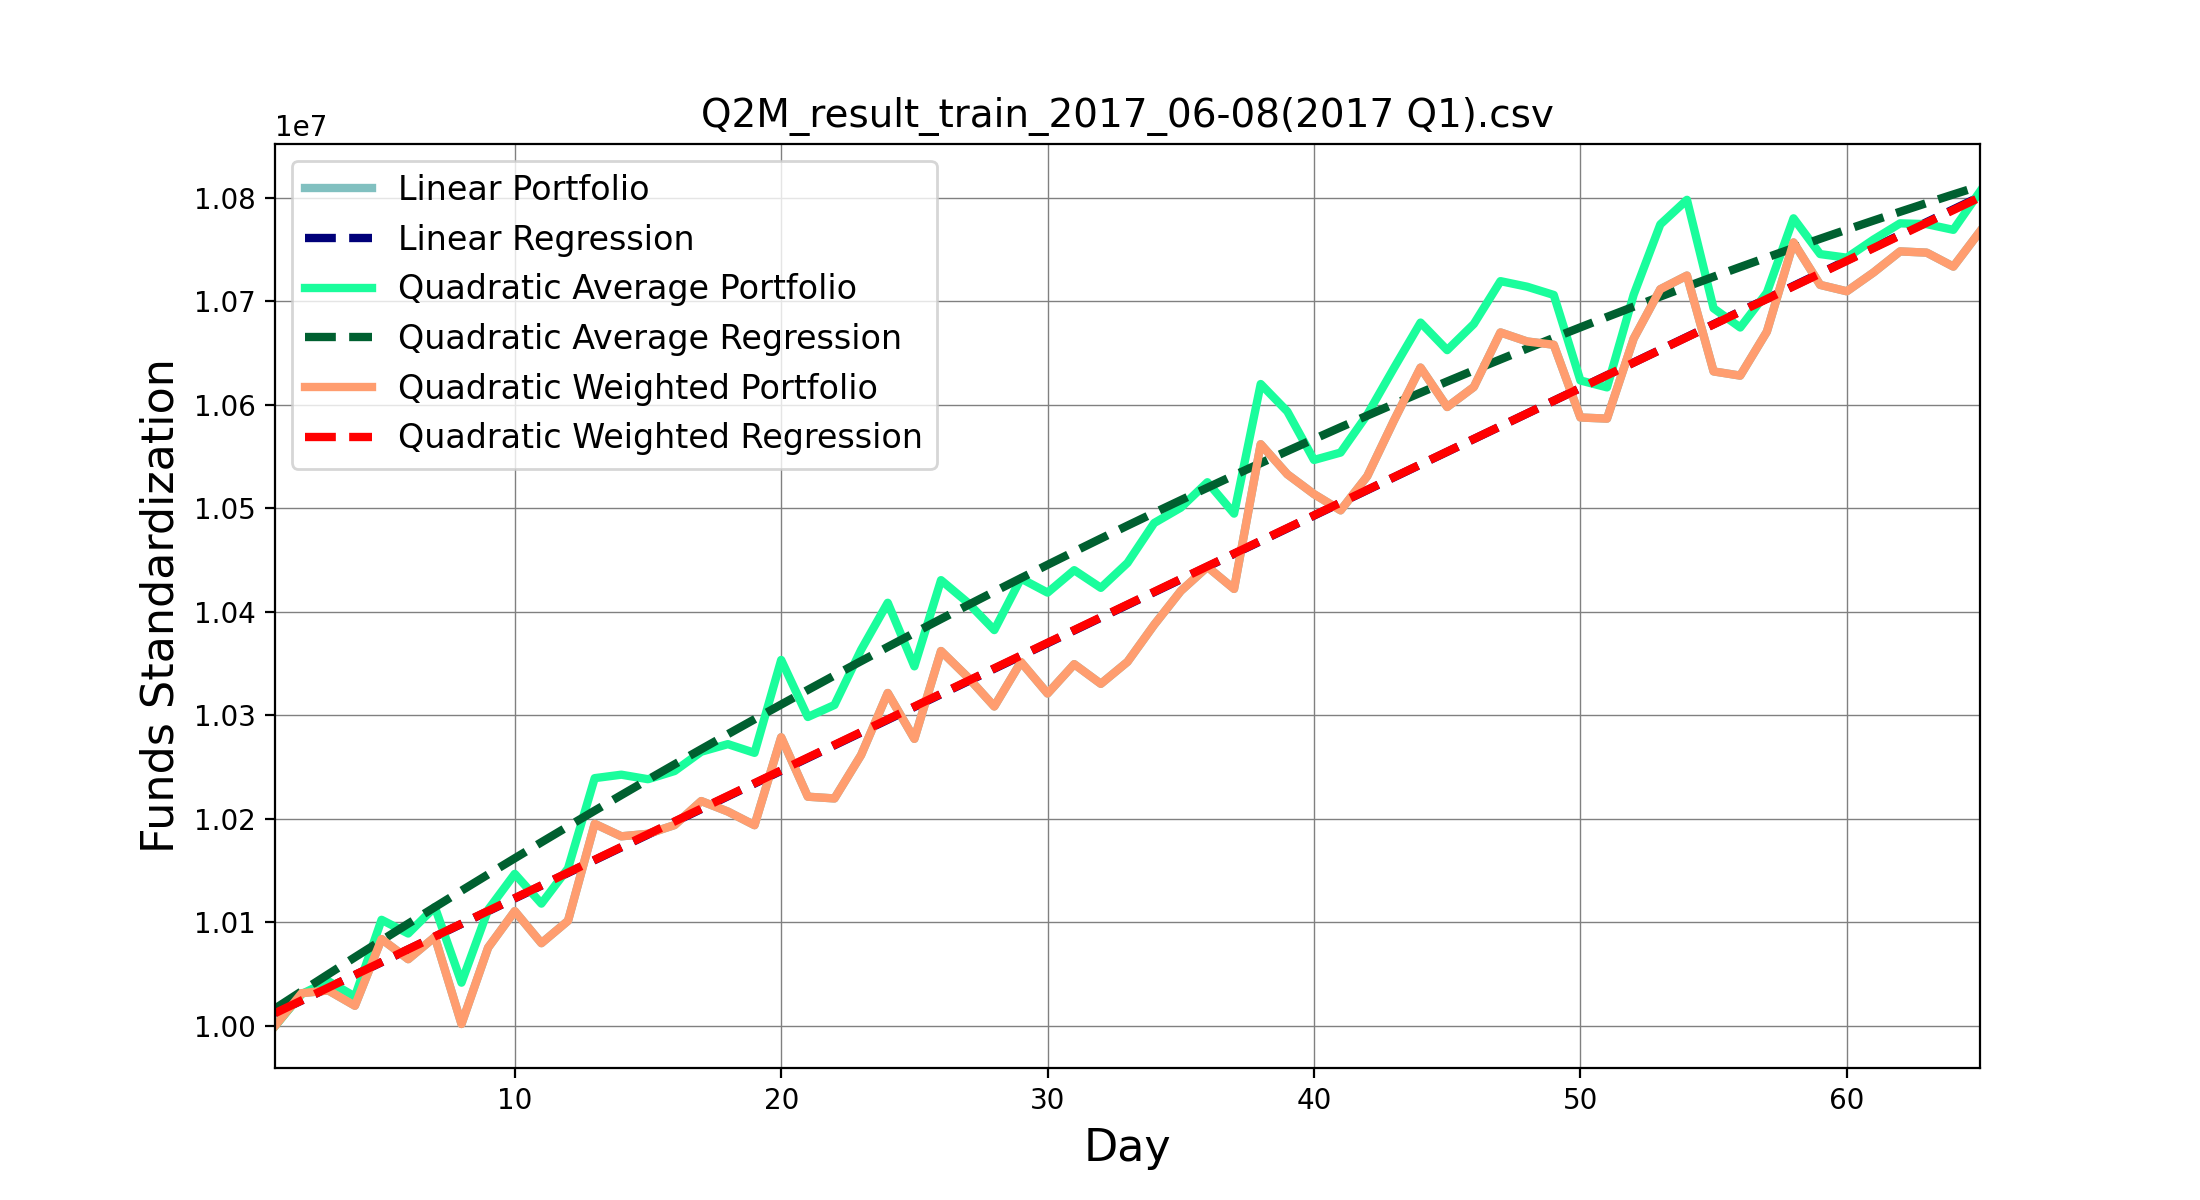 Q2M_result_train_2017_06-08(2017 Q1).csv
1e7
Linear Portfolio
Linear Regression
Quadratic Average Portfolio
Quadratic Average Regression
Quadratic Weighted Portfolio
Quadratic Weighted Regression
1.08
1.07
1.06
1.05
1.04
1.03
1.02
1.01
1.00
Funds Standardization
10 20 30 40 50 60
Day